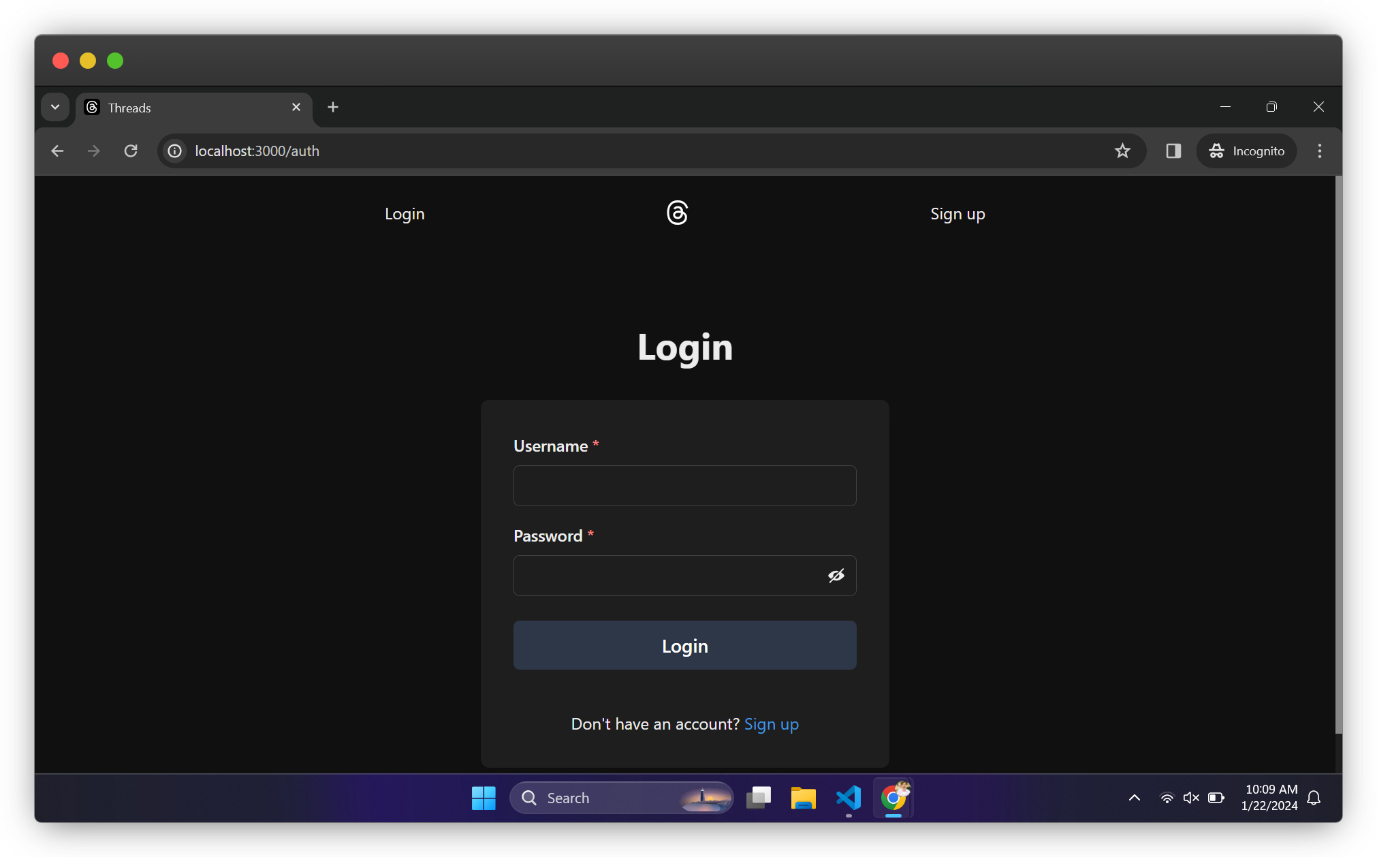 Threads
localhost:3000/auth
Incognito
Login
Sign up
Login
Username *
Password *
Login
Don't have an account? Sign up
Search
10:09 AM
1/22/2024